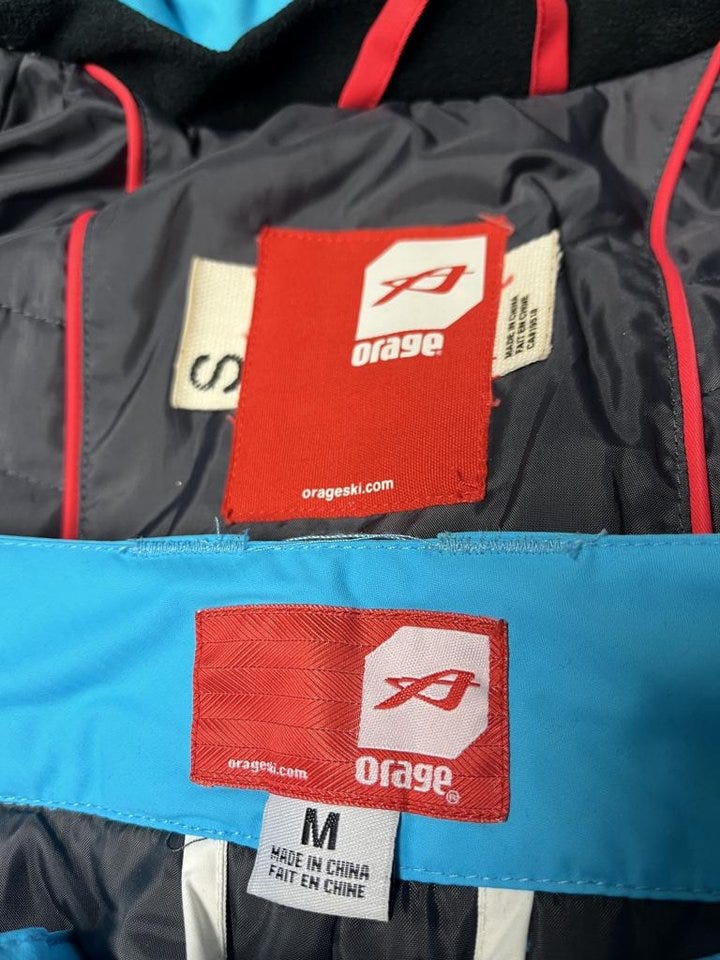 S
orage
MADE IN CHINA
FAIT EN CHINE
orageski.com
orageski.com
orage®
M
MADE IN CHINA
FAIT EN CHINE